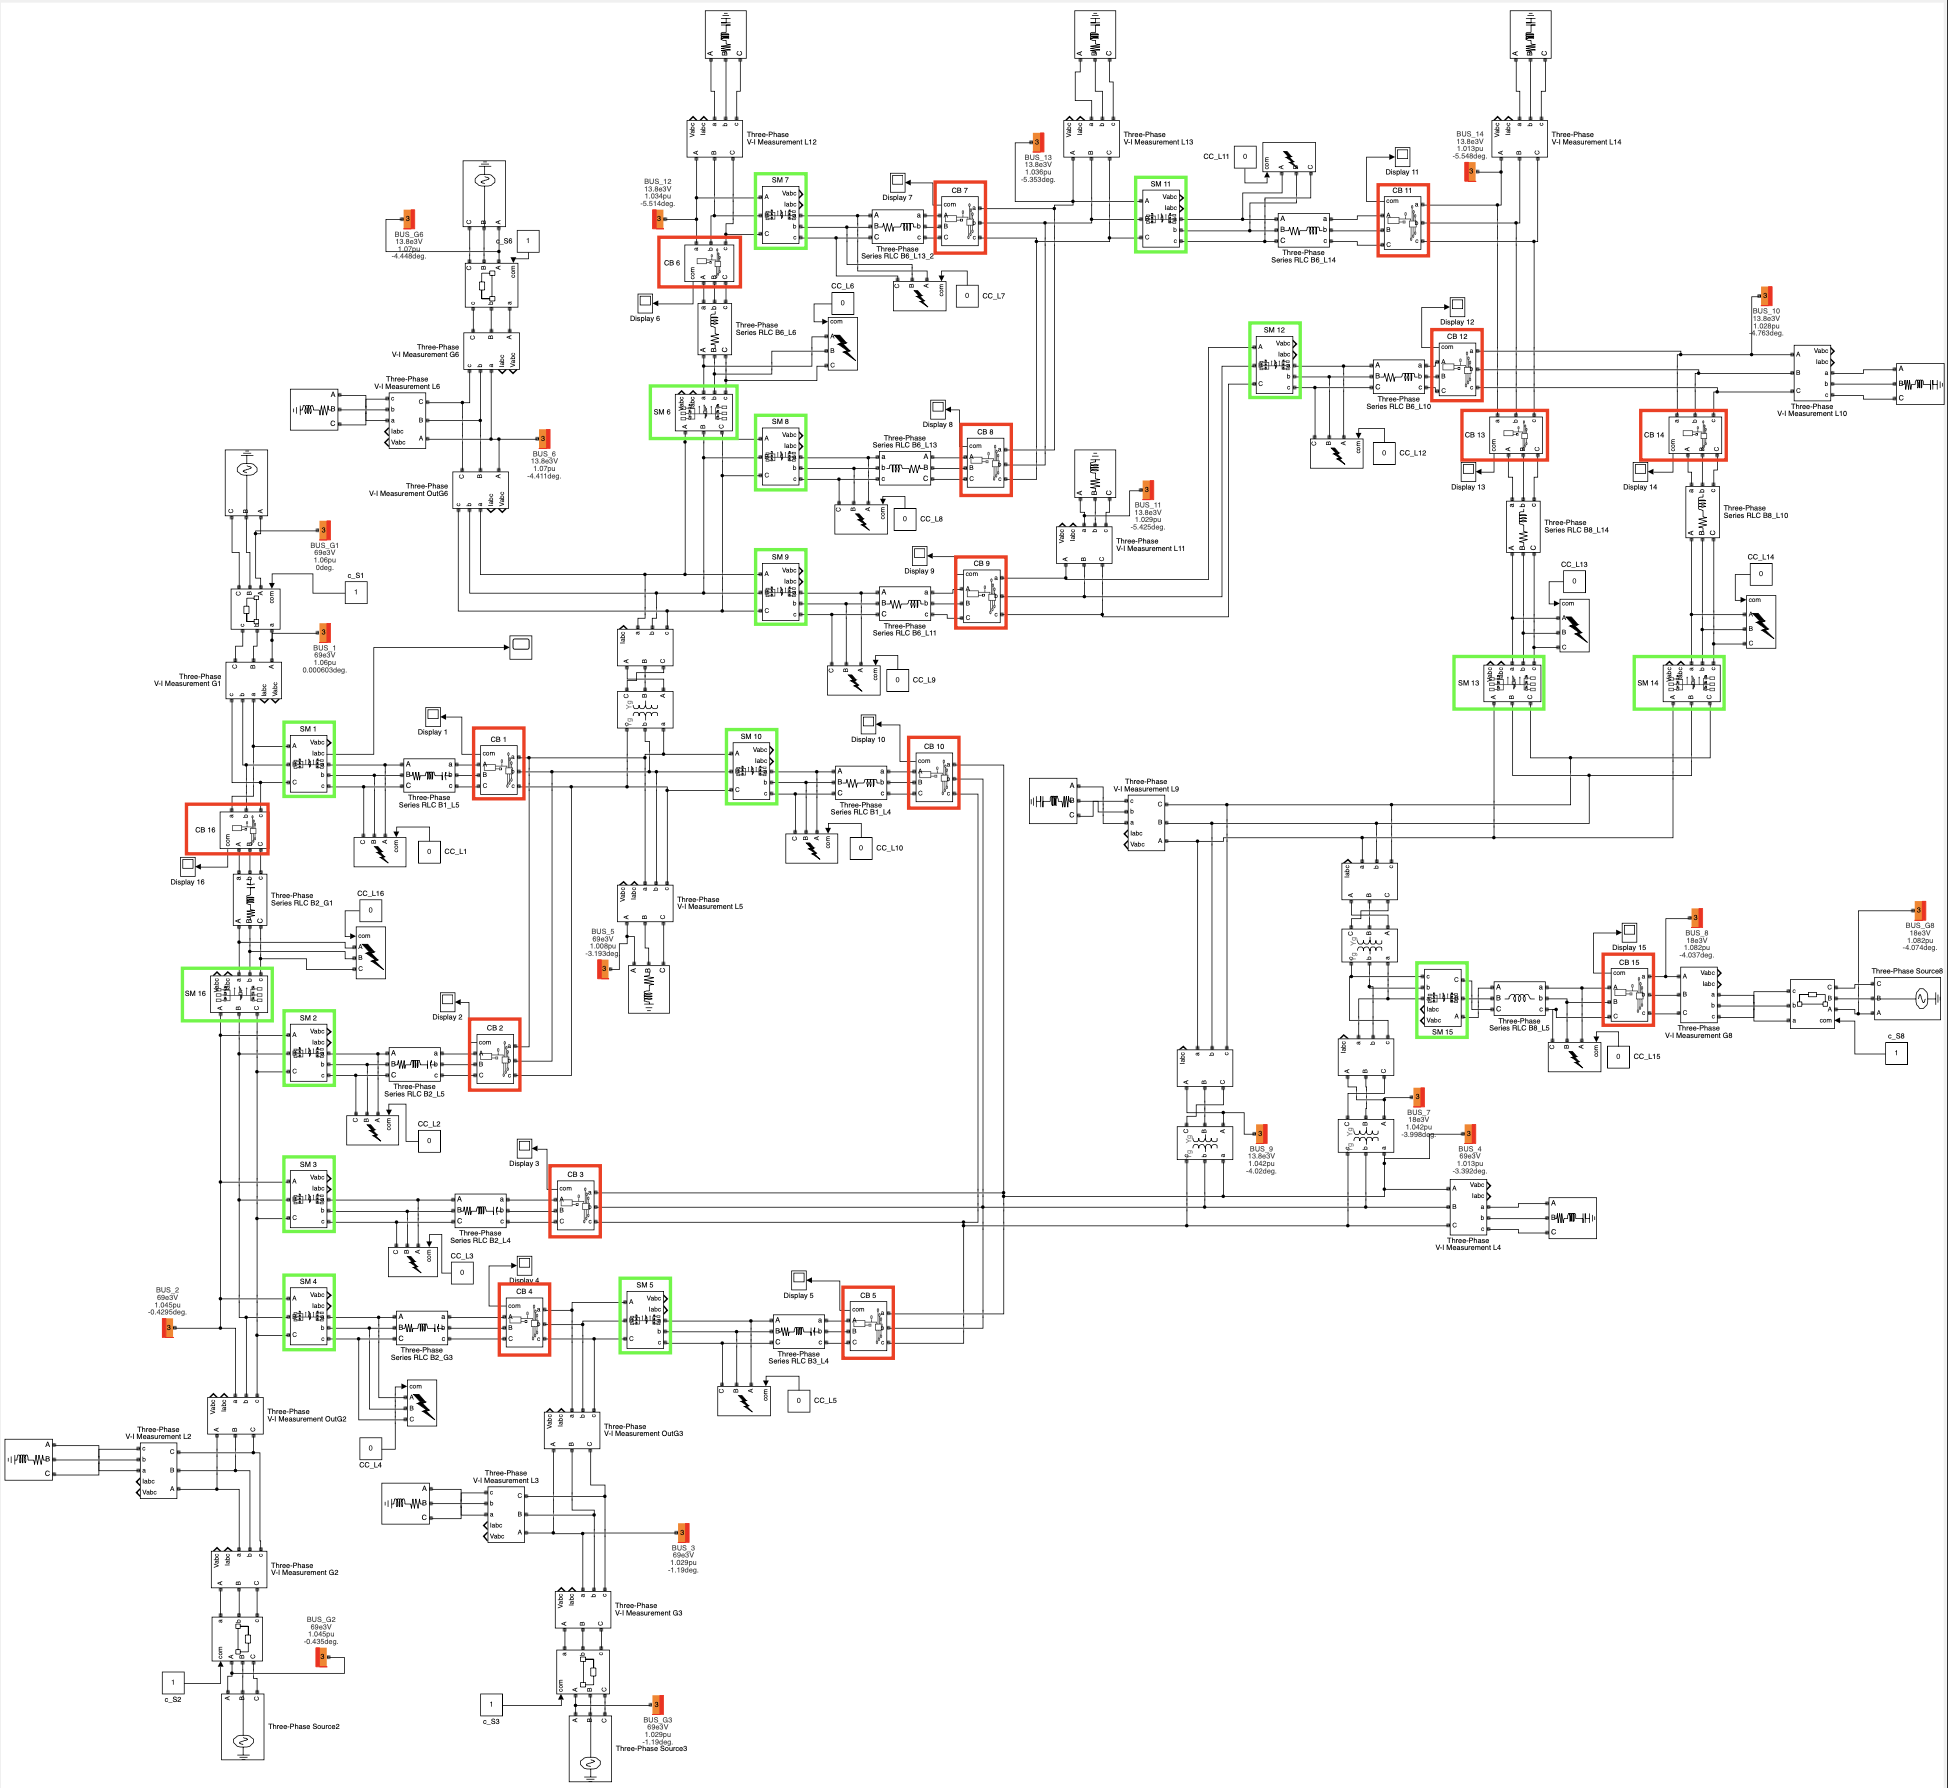 Three-Phase
V-I Measurement L12
Three-Phase
V-I Measurement L13
Three-Phase
V-I Measurement L14
BUS_12
13.8e3V
1.034pu
-5.514deg.
BUS_13
13.8e3V
1.036pu
-5.353deg.
BUS_14
13.8e3V
1.013pu
-5.548deg.
SM 7
Display 7
CB 7
Three-Phase
Series RLC B6_L13_2
CC_L7
0
SM 11
CC_L11
0
Three-Phase
Series RLC B6_L14
Display 11
CB 11
BUS_G6
13.8e3V
1.07pu
-4.448deg.
c_S6
1
Three-Phase
V-I Measurement G6
Three-Phase
V-I Measurement L6
BUS_6
13.8e3V
1.07pu
-4.411deg.
Three-Phase
V-I Measurement OutG6
CB 6
Display 6
Three-Phase
Series RLC B6_L6
CC_L6
0
SM 6
SM 8
Display 8
Three-Phase
Series RLC B6_L13
CB 8
CC_L8
0
SM 12
Display 12
CB 12
Three-Phase
Series RLC B6_L10
CC_L12
0
BUS_10
13.8e3V
1.028pu
-4.763deg.
Three-Phase
V-I Measurement L10
BUS_11
13.8e3V
1.029pu
-5.425deg.
Three-Phase
V-I Measurement L11
SM 9
Display 9
CB 9
Three-Phase
Series RLC B6_L11
CC_L9
0
CB 13
Display 13
Three-Phase
Series RLC B8_L14
CC_L13
0
SM 13
CB 14
Display 14
Three-Phase
Series RLC B8_L10
CC_L14
0
SM 14
BUS_G1
69e3V
1.06pu
0deg.
c_S1
1
BUS_1
69e3V
1.06pu
0.000603deg.
Three-Phase
V-I Measurement G1
SM 1
Display 1
CB 1
Three-Phase
Series RLC B1_L5
CC_L1
0
SM 10
Display 10
CB 10
Three-Phase
Series RLC B1_L4
CC_L10
0
CB 16
Display 16
Three-Phase
Series RLC B2_G1
CC_L16
0
SM 16
Three-Phase
V-I Measurement L5
BUS_5
69e3V
1.008pu
-3.193deg.
Three-Phase
V-I Measurement L9
SM 15
Three-Phase
Series RLC B8_L5
Display 15
CB 15
CC_L15
0
BUS_8
18e3V
1.082pu
-4.037deg.
Three-Phase
V-I Measurement G8
BUS_G8
18e3V
1.082pu
-4.074deg.
Three-Phase Source8
c_S8
1
SM 2
Display 2
CB 2
Three-Phase
Series RLC B2_L5
CC_L2
0
BUS_9
13.8e3V
1.042pu
-4.02deg.
BUS_7
18e3V
1.042pu
-3.998deg.
BUS_4
69e3V
1.013pu
-3.392deg.
Three-Phase
V-I Measurement L4
SM 3
Display 3
CB 3
Three-Phase
Series RLC B2_L4
CC_L3
0
BUS_2
69e3V
1.045pu
-0.4295deg.
SM 4
Display 4
CB 4
Three-Phase
Series RLC B2_G3
CC_L4
0
SM 5
Display 5
CB 5
Three-Phase
Series RLC B3_L4
CC_L5
0
Three-Phase
V-I Measurement OutG2
Three-Phase
V-I Measurement L2
Three-Phase
V-I Measurement OutG3
Three-Phase
V-I Measurement L3
BUS_3
69e3V
1.029pu
-1.19deg.
Three-Phase
V-I Measurement G2
Three-Phase
V-I Measurement G3
BUS_G2
69e3V
1.045pu
-0.435deg.
1
c_S2
Three-Phase Source2
1
c_S3
BUS_G3
69e3V
1.029pu
-1.19deg.
Three-Phase Source3